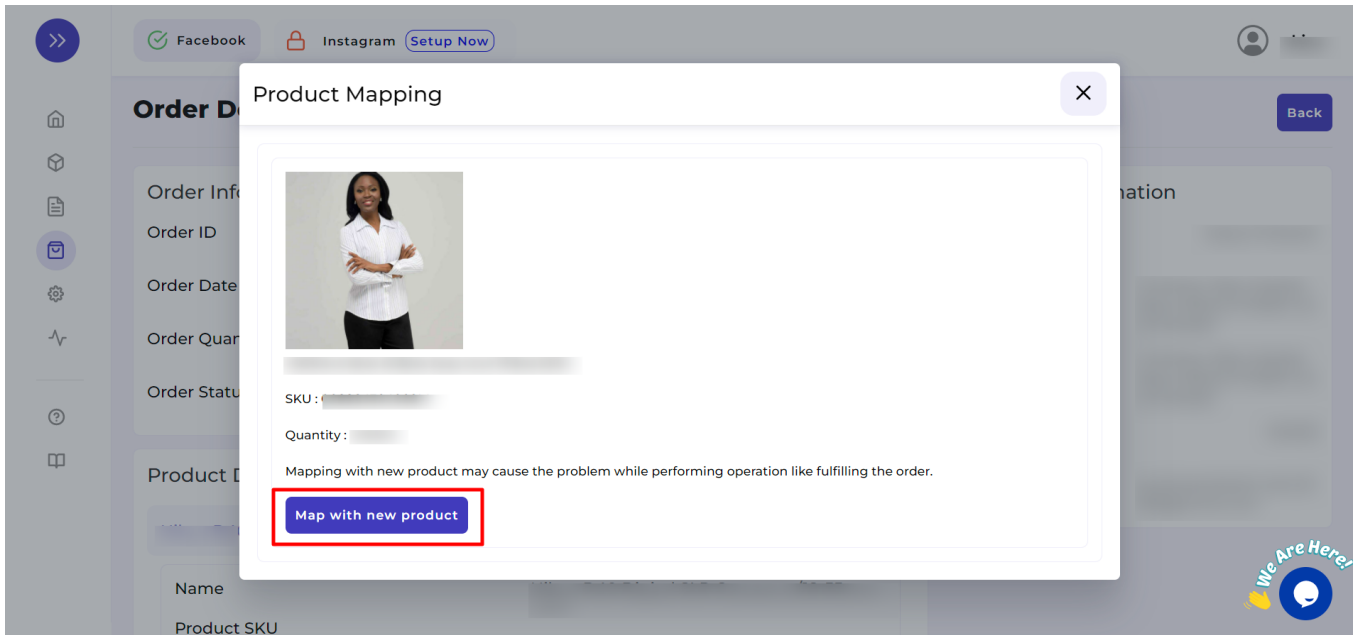 Facebook
Instagram Setup Now
Product Mapping
Order D
Back
Order Info
ation
Order ID
Order Date
Order Quan
Order Statu
SKU :
Quantity :
Mapping with new product may cause the problem while performing operation like fulfilling the order.
Product D
Map with new product
We Are Here!
Name
Product SKU